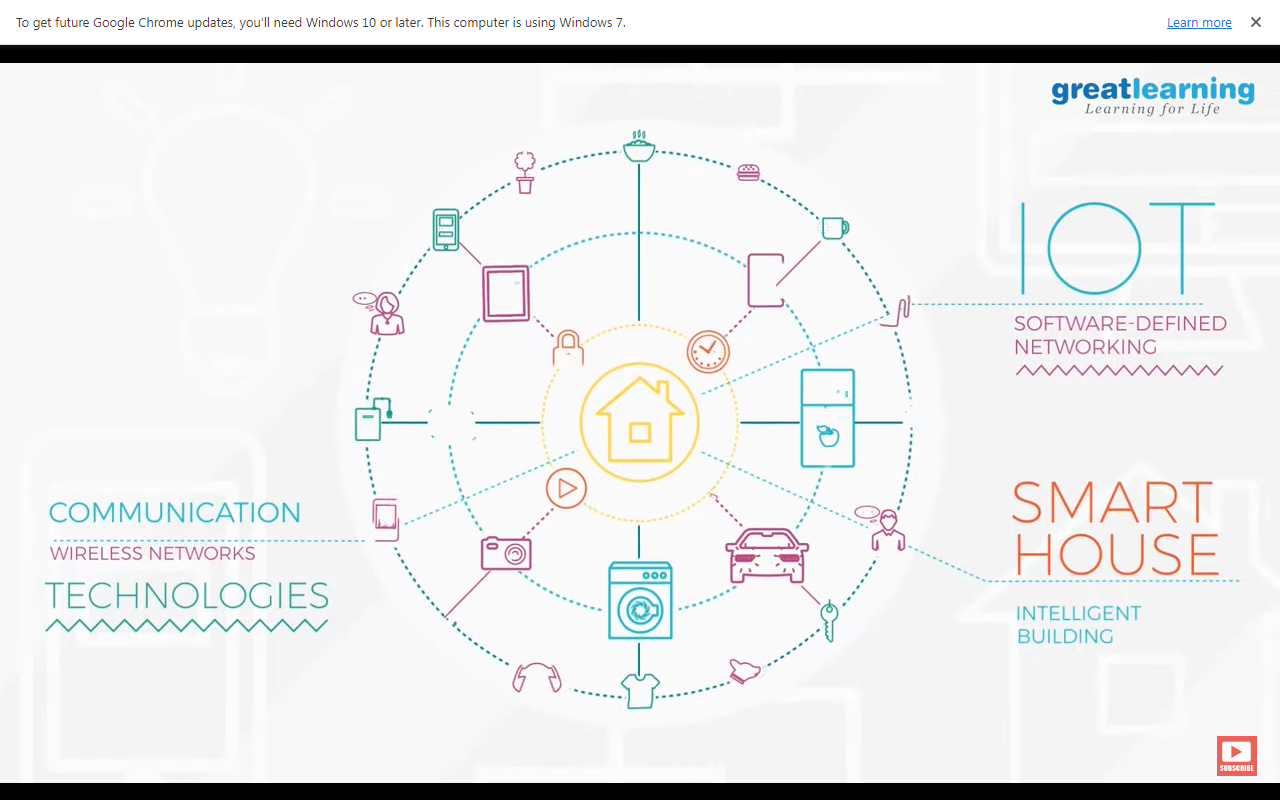 To get future Google Chrome updates, you'll need Windows 10 or later. This computer is using Windows 7.
Learn more
greatlearning
Learning for Life
IOT
SOFTWARE-DEFINED
NETWORKING
COMMUNICATION
WIRELESS NETWORKS
TECHNOLOGIES
SMART
HOUSE
INTELLIGENT
BUILDING
SUBSCRIBE